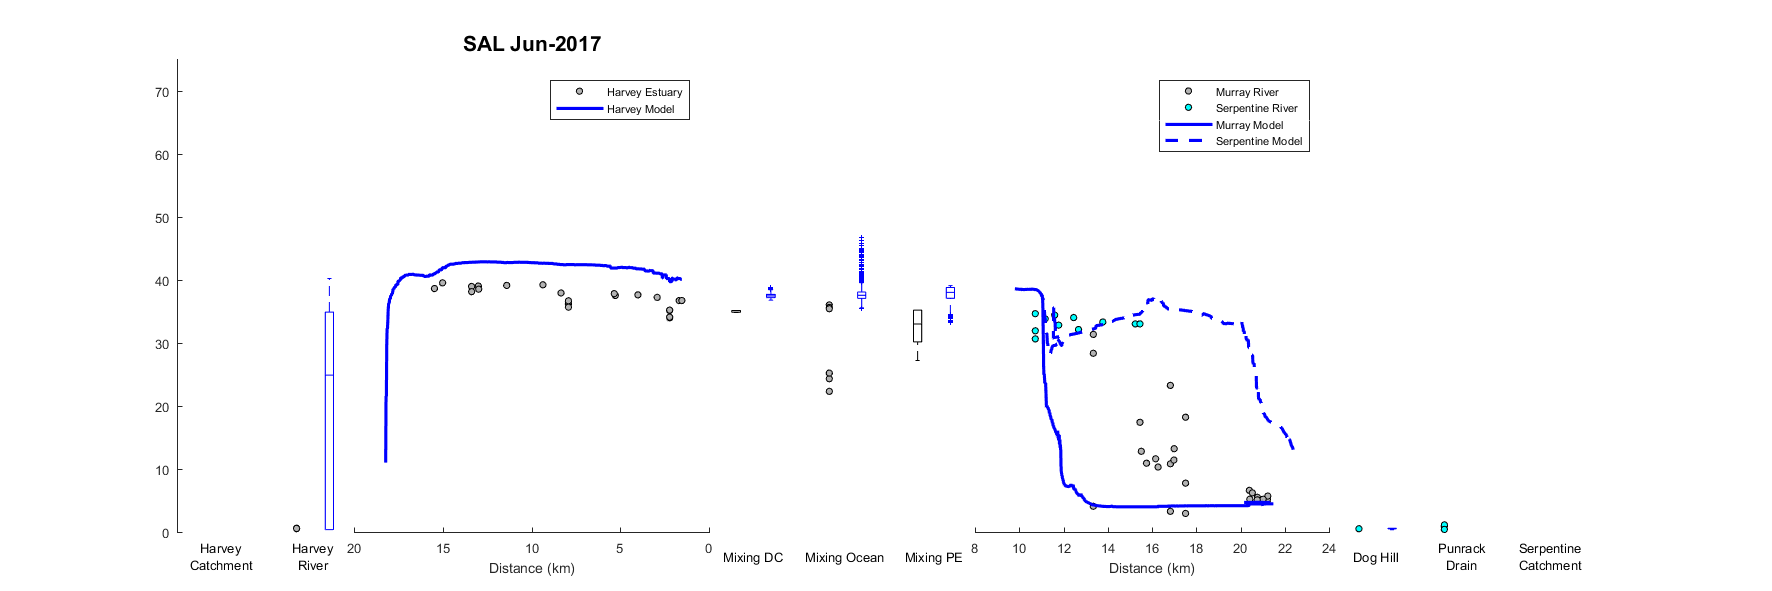 SAL Jun-2017
Harvey Estuary
Harvey Model
Murray River
Serpentine River
Murray Model
Serpentine Model
70
60
50
40
30
20
10
0
20 15 10 5 0
8 10 12 14 16 18 20 22 24
Harvey
Catchment
Harvey
River
Distance (km)
Mixing DC
Mixing Ocean
Mixing PE
Distance (km)
Dog Hill
Punrack
Drain
Serpentine
Catchment